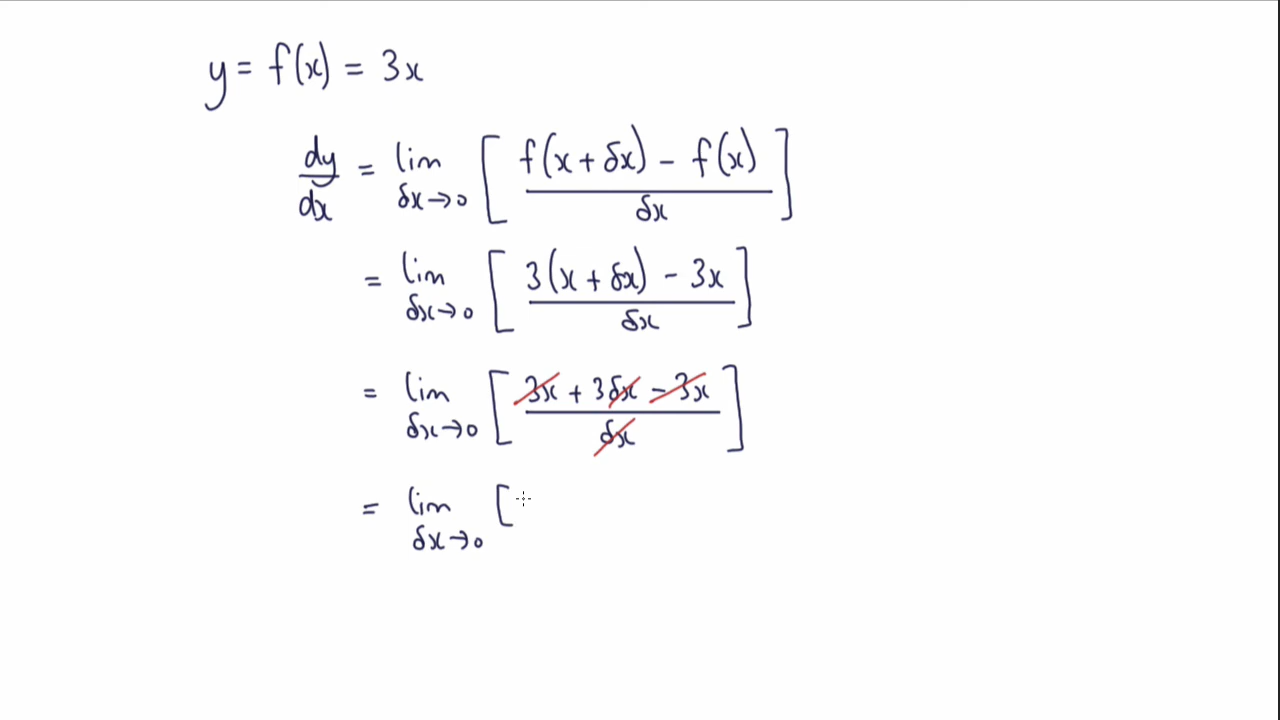 y = f(x) = 3x
dy/dx = lim δx→0 [ f(x + δx) − f(x) / δx ]
= lim δx→0 [ 3(x + δx) − 3x / δx ]
= lim δx→0 [ 3x + 3δx − 3x / δx ]
= lim δx→0 [